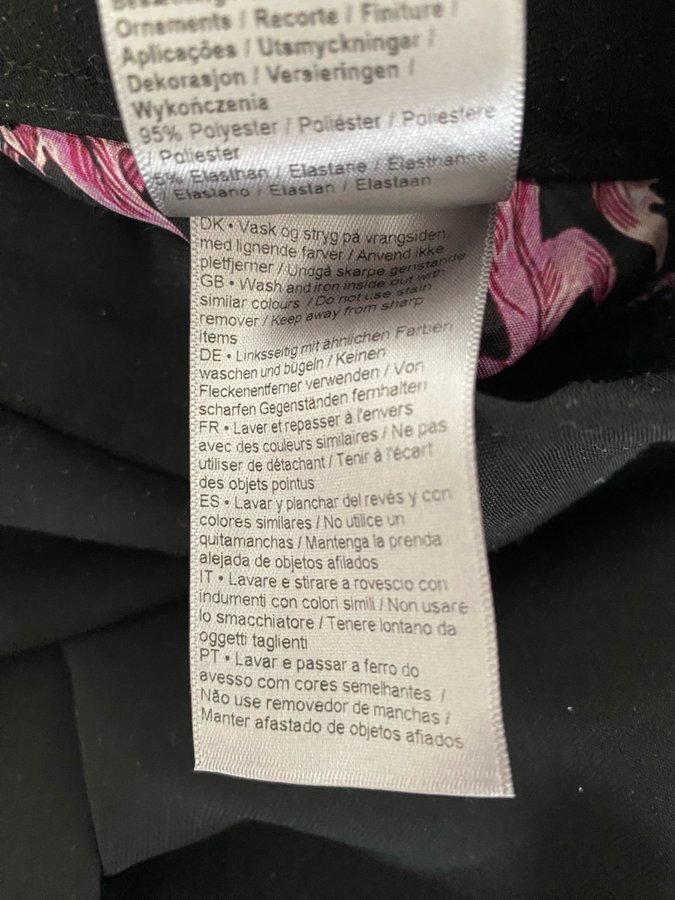 Ornements / Recorte / Finiture /
Aplicações / Utsmyckningar /
Dekorasjon / Versieringen /
Wykończenia
95% Polyester / Poliéster / Poliestere
/ Poliester
5% Elasthan / Elastane / Élasthanne
Elastano / Elastan / Elastaan
DK • Vask og stryg på vrangsiden
med lignende farver / Anvend ikke
pletfjerner / Undgå skarpe genstande
GB • Wash and iron inside out with
similar colours / Do not use stain
remover / Keep away from sharp
items
DE • Linksseitig mit ähnlichen Farben
waschen und bügeln / Keinen
Fleckenentferner verwenden / Von
scharfen Gegenständen fernhalten
FR • Laver et repasser à l'envers
avec des couleurs similaires / Ne pas
utiliser de détachant / Tenir à l'écart
des objets pointus
ES • Lavar y planchar del revés y con
colores similares / No utilice un
quitamanchas / Mantenga la prenda
alejada de objetos afilados
IT • Lavare e stirare a rovescio con
indumenti con colori simili / Non usare
lo smacchiatore / Tenere lontano da
oggetti taglienti
PT • Lavar e passar a ferro do
avesso com cores semelhantes /
Não use removedor de manchas /
Manter afastado de objetos afiados